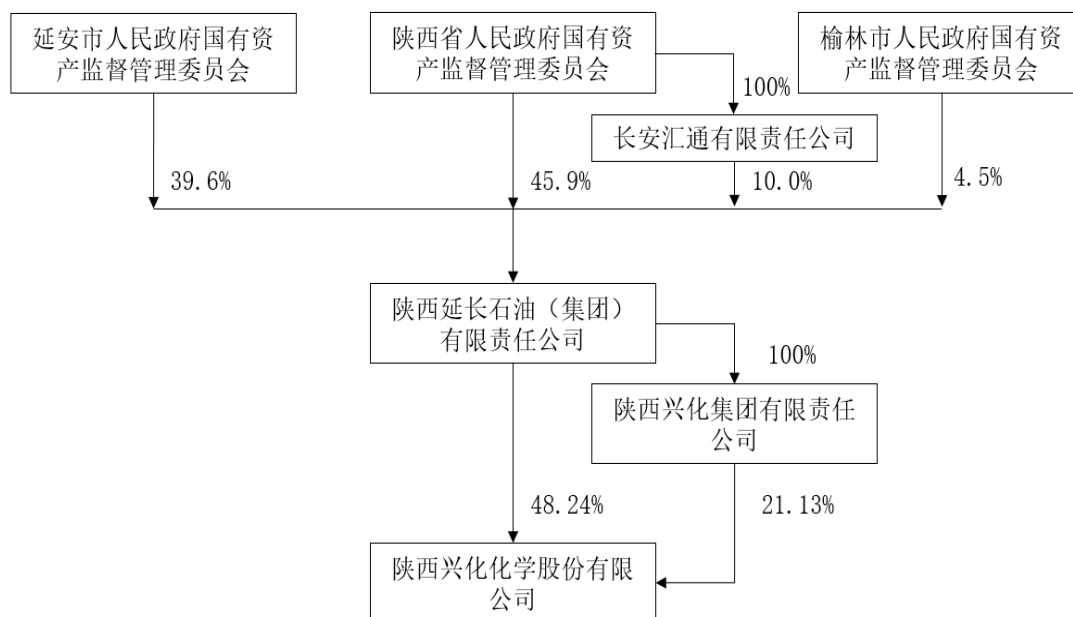 延安市人民政府国有资
产监督管理委员会
陕西省人民政府国有资
产监督管理委员会
榆林市人民政府国有资
产监督管理委员会
100%
长安汇通有限责任公司
39.6%
45.9%
10.0%
4.5%
陕西延长石油（集团）
有限责任公司
100%
陕西兴化集团有限责任
公司
48.24%
21.13%
陕西兴化化学股份有限
公司